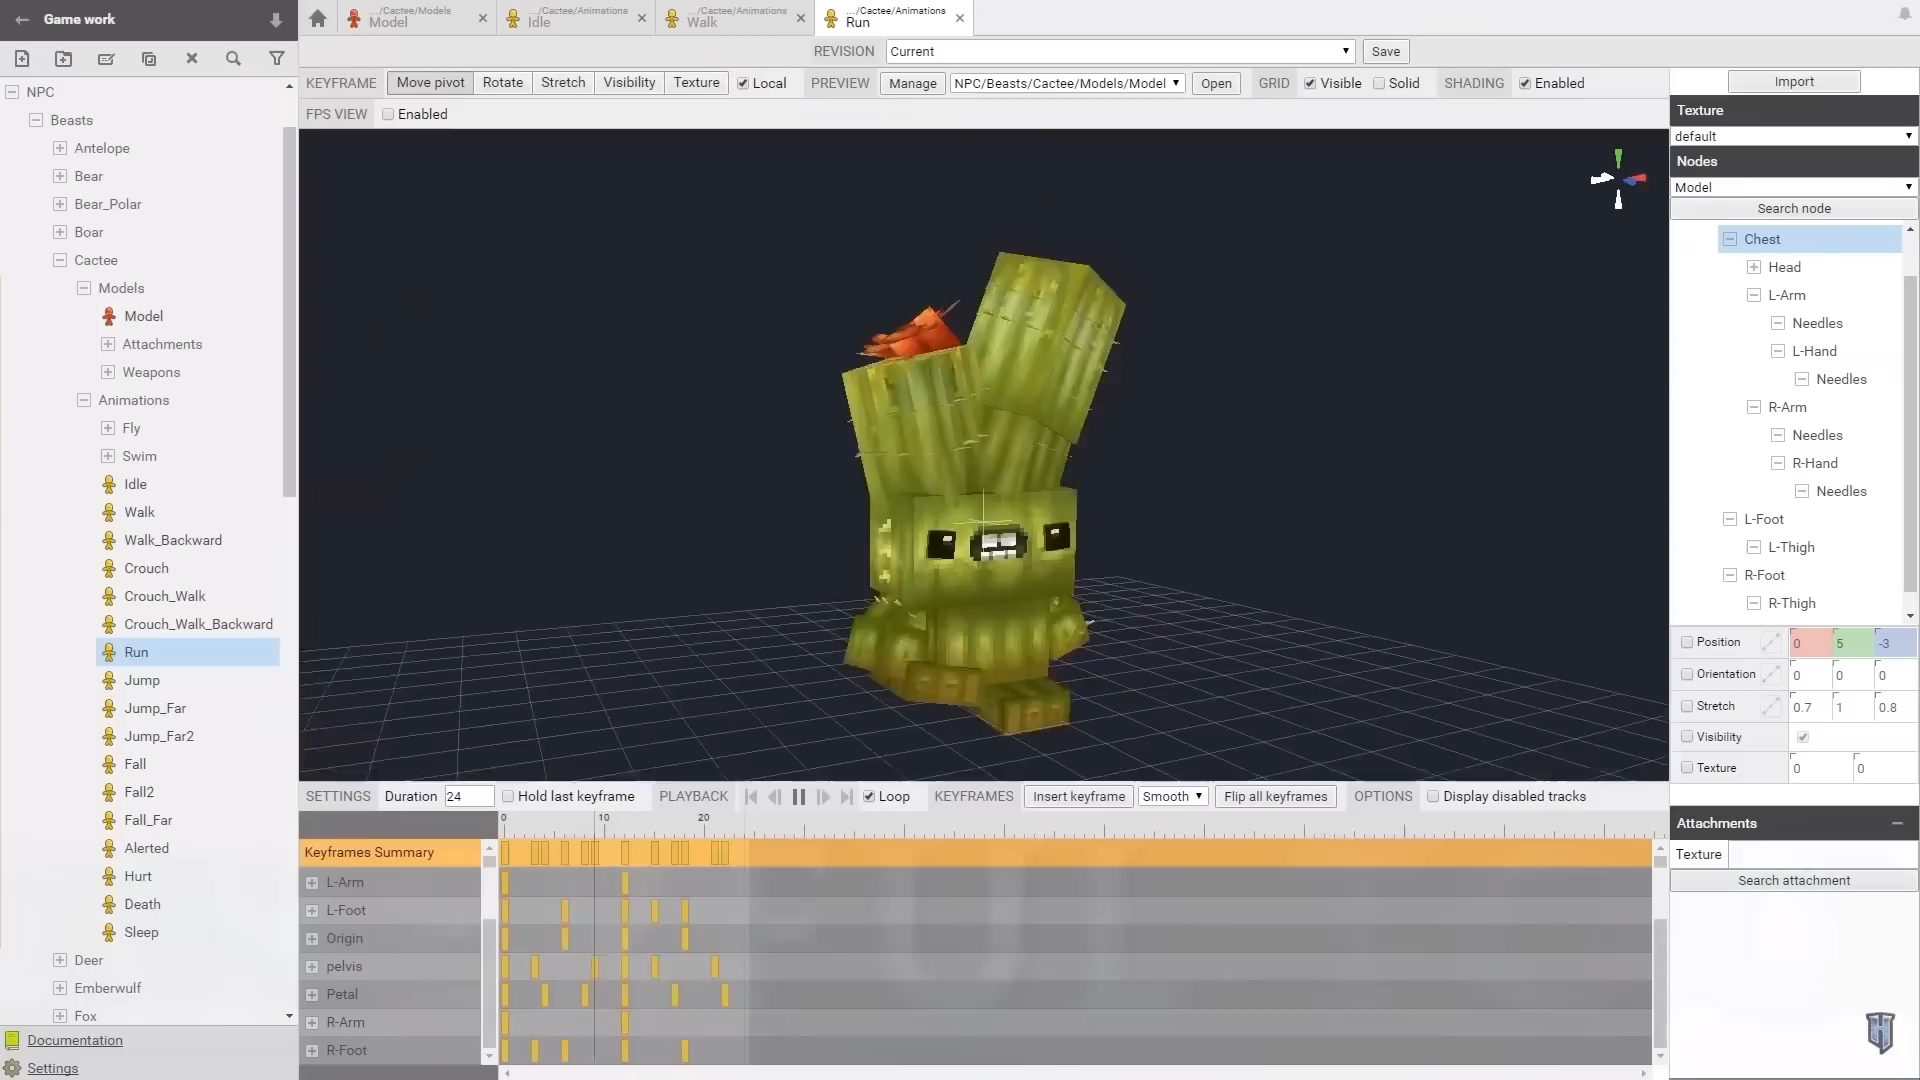 Game work
.../Cactee/Models
Model
.../Cactee/Animations
Idle
.../Cactee/Animations
Walk
.../Cactee/Animations
Run
REVISION
Current
Save
KEYFRAME
Move pivot
Rotate
Stretch
Visibility
Texture
Local
PREVIEW
Manage
NPC/Beasts/Cactee/Models/Model
Open
GRID
Visible
Solid
SHADING
Enabled
FPS VIEW
Enabled
NPC
Beasts
Antelope
Bear
Bear_Polar
Boar
Cactee
Models
Model
Attachments
Weapons
Animations
Fly
Swim
Idle
Walk
Walk_Backward
Crouch
Crouch_Walk
Crouch_Walk_Backward
Run
Jump
Jump_Far
Jump_Far2
Fall
Fall2
Fall_Far
Alerted
Hurt
Death
Sleep
Deer
Emberwulf
Fox
Documentation
Settings
Import
Texture
default
Nodes
Model
Search node
Chest
Head
L-Arm
Needles
L-Hand
Needles
R-Arm
Needles
R-Hand
Needles
L-Foot
L-Thigh
R-Foot
R-Thigh
Position 0 5 -3
Orientation 0 0 0
Stretch 0.7 1 0.8
Visibility
Texture 0 0
Attachments
Texture
Search attachment
SETTINGS
Duration 24
Hold last keyframe
PLAYBACK
Loop
KEYFRAMES
Insert keyframe
Smooth
Flip all keyframes
OPTIONS
Display disabled tracks
0 10 20
Keyframes Summary
L-Arm
L-Foot
Origin
pelvis
Petal
R-Arm
R-Foot